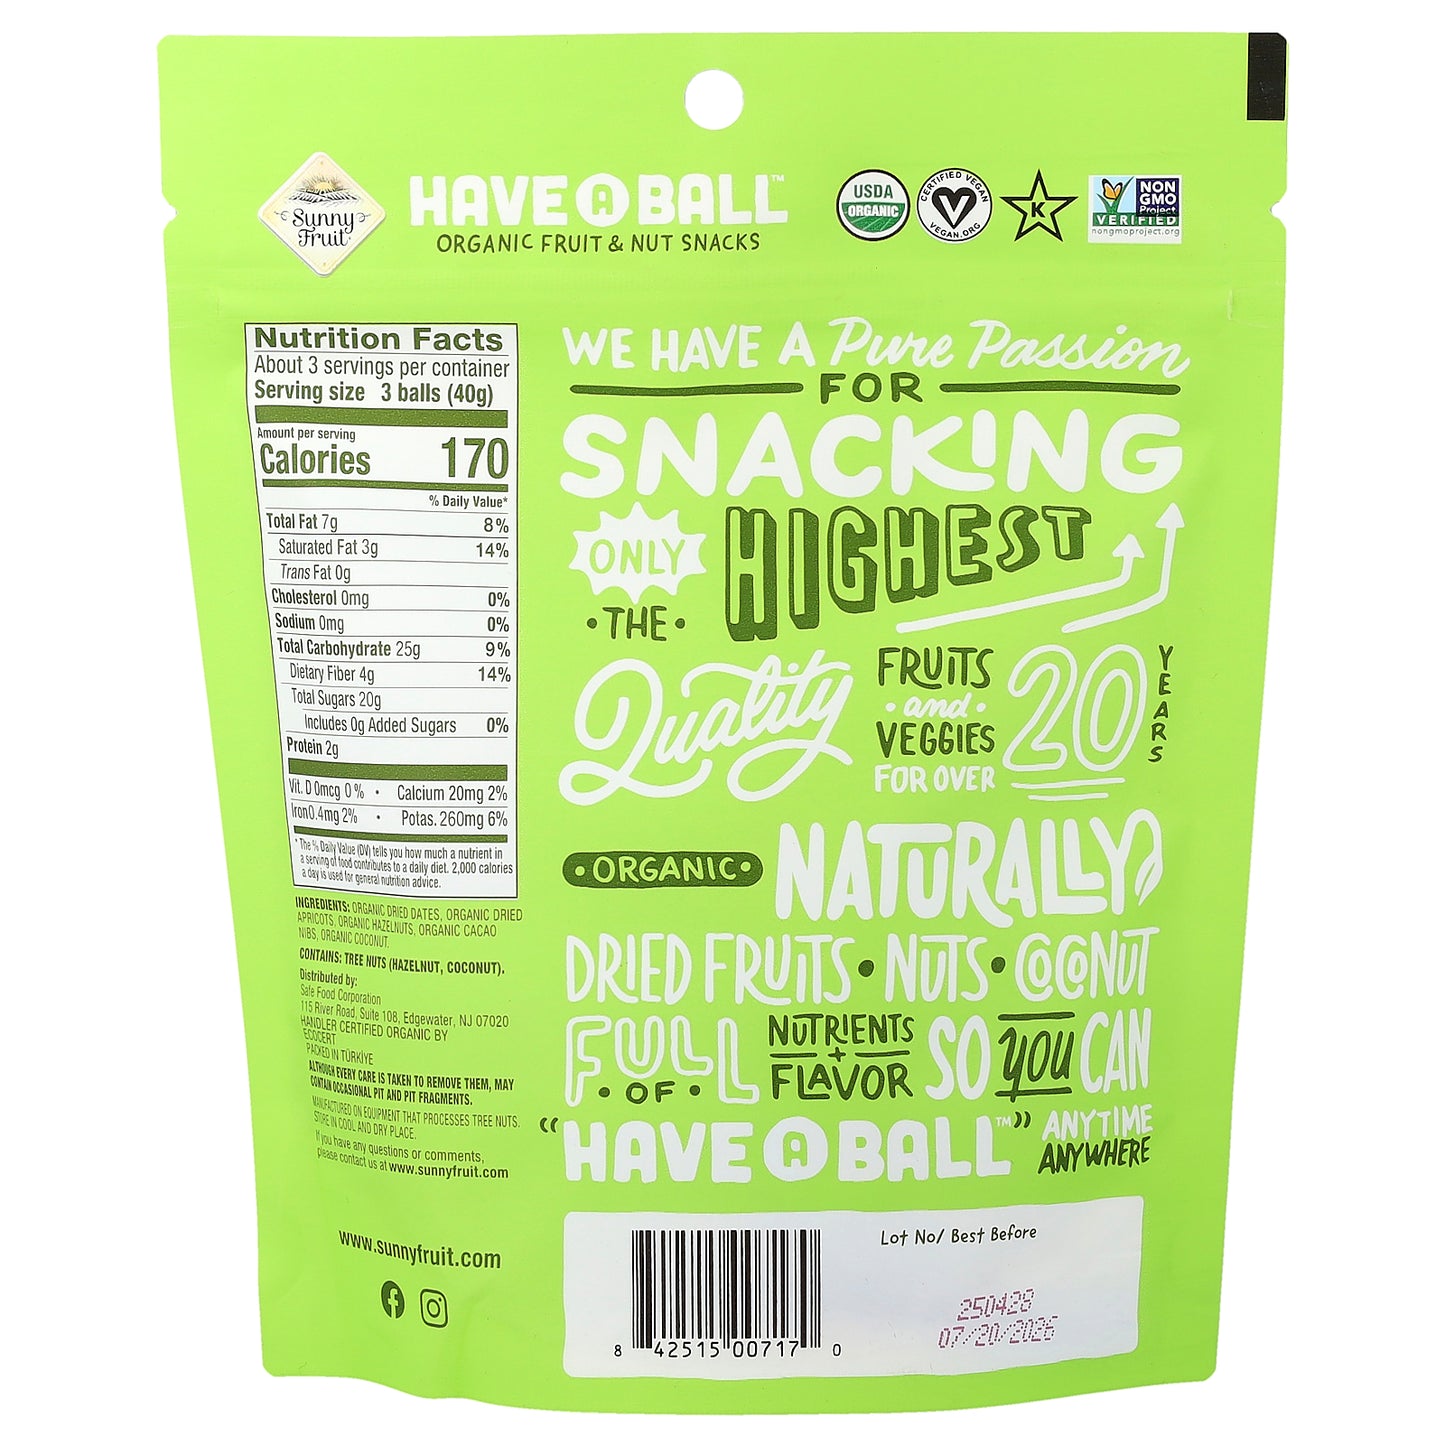 Sunny
Fruit
HAVE A BALL™
ORGANIC FRUIT & NUT SNACKS
USDA
ORGANIC
CERTIFIED VEGAN
V
VEGAN.ORG
K
NON
GMO
Project
VERIFIED
nongmoproject.org
Nutrition Facts
About 3 servings per container
Serving size 3 balls (40g)
Amount per serving
Calories 170
% Daily Value*
Total Fat 7g 8%
Saturated Fat 3g 14%
Trans Fat 0g
Cholesterol 0mg 0%
Sodium 0mg 0%
Total Carbohydrate 25g 9%
Dietary Fiber 4g 14%
Total Sugars 20g
Includes 0g Added Sugars 0%
Protein 2g
Vit. D 0mcg 0% • Calcium 20mg 2%
Iron 0.4mg 2% • Potas. 260mg 6%
* The % Daily Value (DV) tells you how much a nutrient in
a serving of food contributes to a daily diet. 2,000 calories
a day is used for general nutrition advice.
INGREDIENTS: ORGANIC DRIED DATES, ORGANIC DRIED
APRICOTS, ORGANIC HAZELNUTS, ORGANIC CACAO
NIBS, ORGANIC COCONUT.
CONTAINS: TREE NUTS (HAZELNUT, COCONUT).
Distributed by:
Safe Food Corporation
115 River Road, Suite 108, Edgewater, NJ 07020
HANDLER CERTIFIED ORGANIC BY
ECOCERT
PACKED IN TÜRKİYE
ALTHOUGH EVERY CARE IS TAKEN TO REMOVE THEM, MAY
CONTAIN OCCASIONAL PIT AND PIT FRAGMENTS.
MANUFACTURED ON EQUIPMENT THAT PROCESSES TREE NUTS.
STORE IN COOL AND DRY PLACE.
If you have any questions or comments,
please contact us at www.sunnyfruit.com
www.sunnyfruit.com
WE HAVE A Pure Passion
FOR
SNACKING
ONLY
• THE •
HIGHEST
Quality
FRUITS
• and •
VEGGIES
FOR OVER
20
YEARS
• ORGANIC • NATURALLY
DRIED FRUITS • NUTS • COCONUT
FULL
• OF •
NUTRIENTS
+
FLAVOR
SO YOU CAN
“HAVE A BALL™” ANYTIME
ANYWHERE
Lot No/ Best Before
250428
07/20/2026
8 42515 00717 0